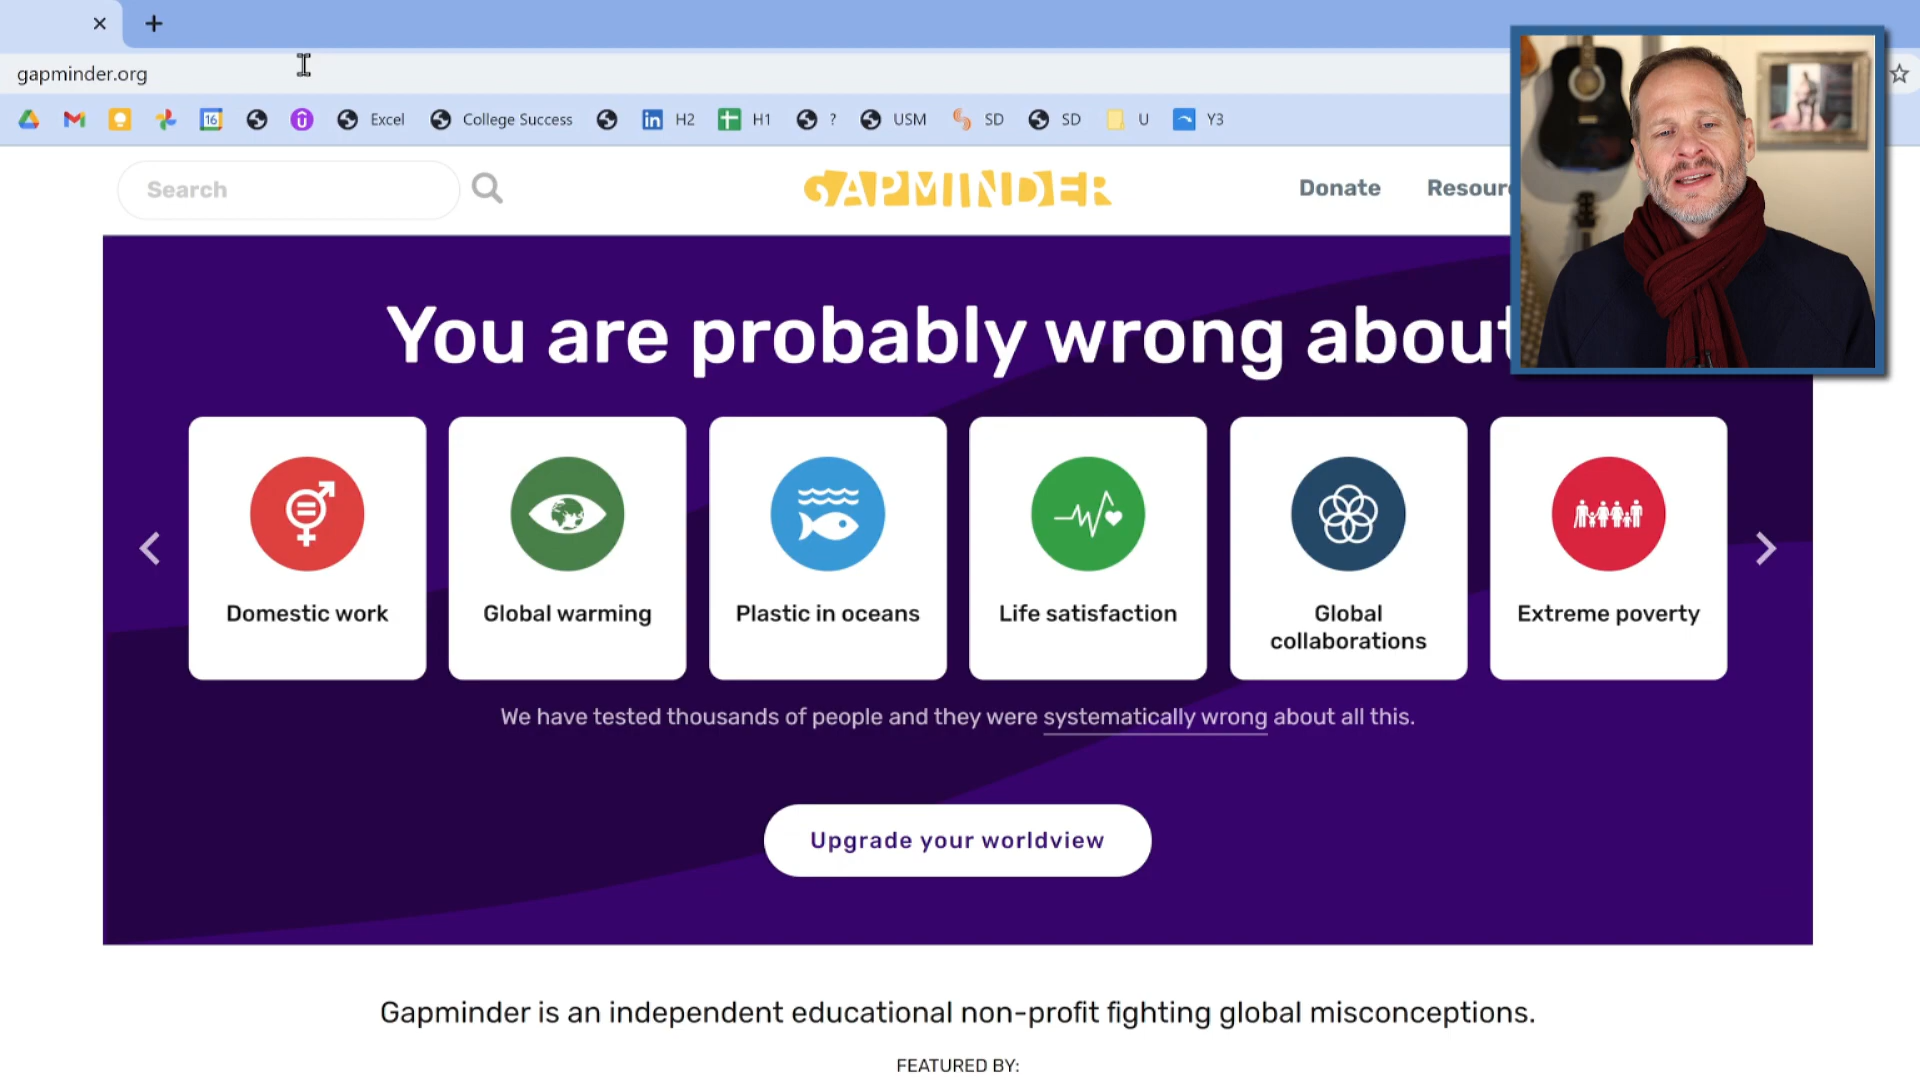 gapminder.org
16
Excel
College Success
H2
H1
?
USM
SD
SD
U
Y3
Search
GAPMINDER
Donate
Resour
You are probably wrong about
Domestic work
Global warming
Plastic in oceans
Life satisfaction
Global
collaborations
Extreme poverty
We have tested thousands of people and they were systematically wrong about all this.
Upgrade your worldview
Gapminder is an independent educational non-profit fighting global misconceptions.
FEATURED BY: